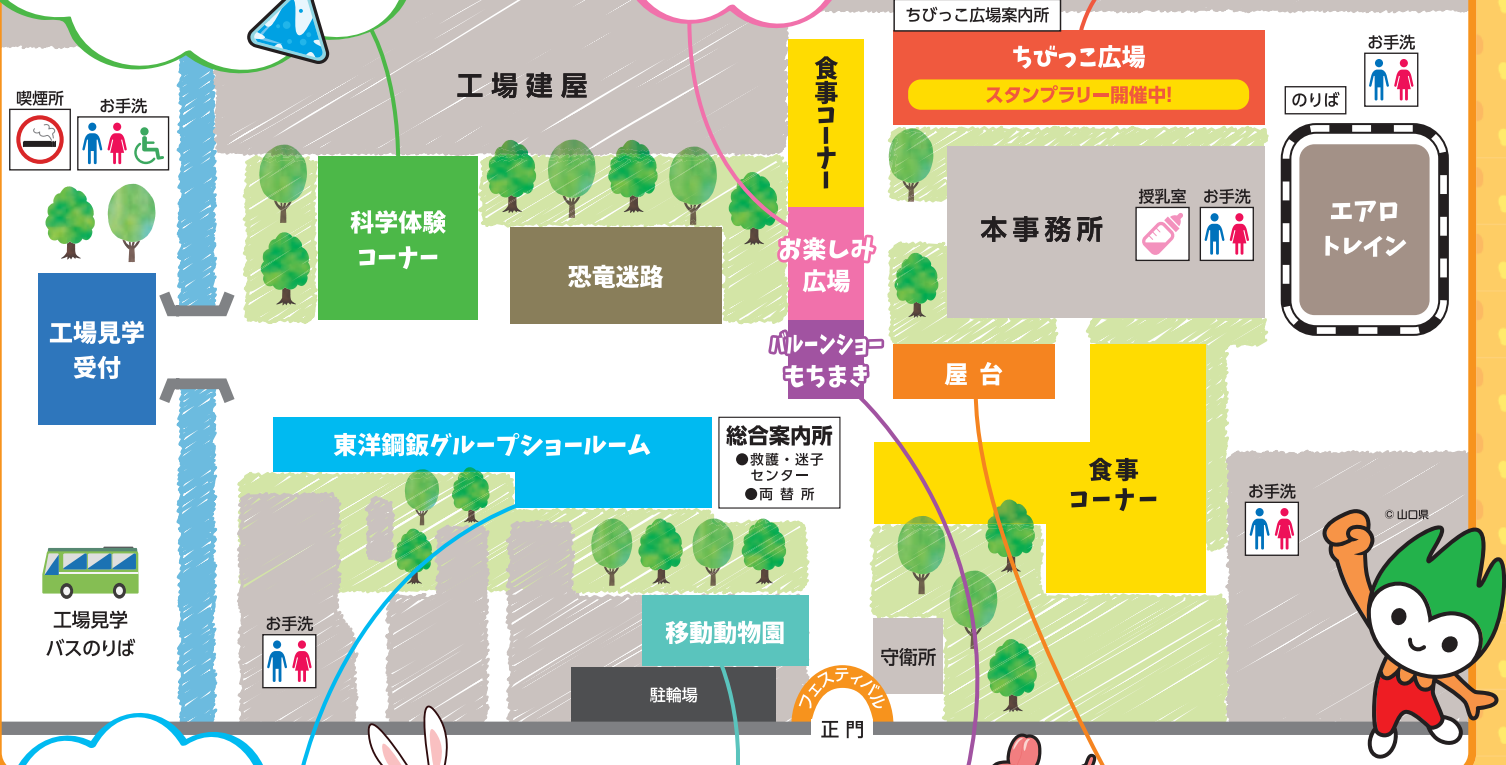 ちびっこ広場案内所
ちびっこ広場
スタンプラリー開催中!
お手洗
のりば
エアロ
トレイン
食事コーナー
工場建屋
喫煙所
お手洗
科学体験
コーナー
恐竜迷路
お楽しみ
広場
バルーンショー
もちまき
本事務所
授乳室
お手洗
工場見学
受付
屋台
東洋鋼鈑グループショールーム
総合案内所
●救護・迷子
センター
●両替所
食事
コーナー
お手洗
© 山口県
工場見学
バスのりば
お手洗
移動動物園
駐輪場
守衛所
フェスティバル
正門